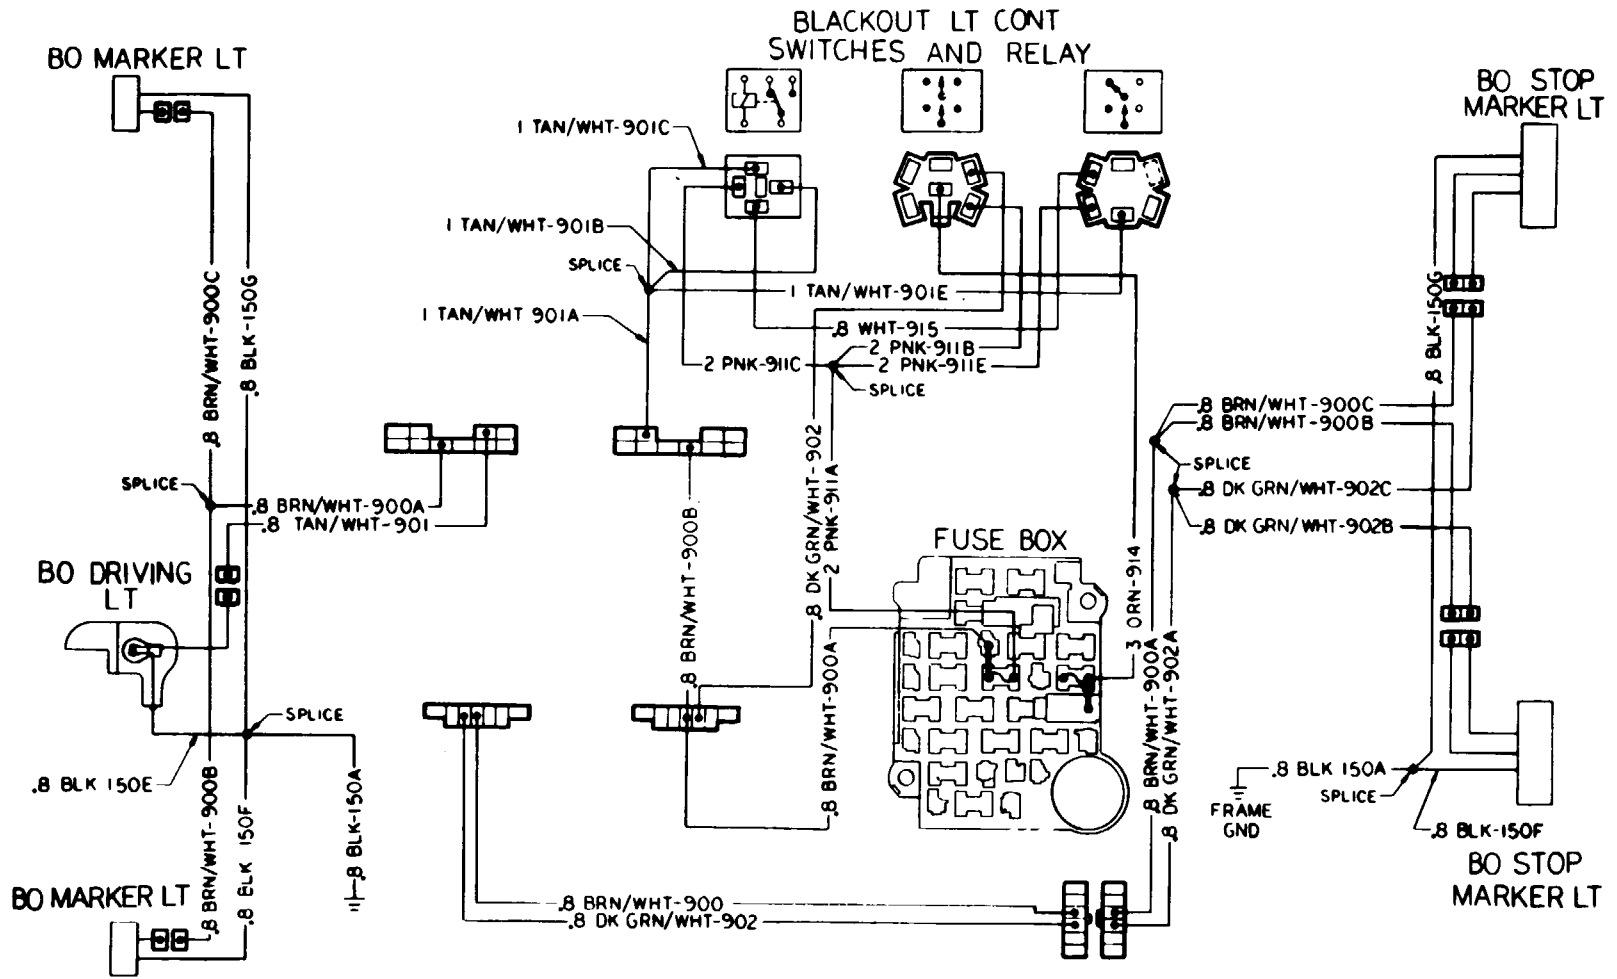 BLACKOUT LT CONT
SWITCHES AND RELAY
BO MARKER LT
BO STOP
MARKER LT
1 TAN/WHT-901C
1 TAN/WHT-901B
SPLICE
1 TAN/WHT-901E
1 TAN/WHT 901A
.8 WHT-915
2 PNK-911B
2 PNK-911C
2 PNK-911E
SPLICE
.8 BRN/WHT-900C
.8 BLK-150G
.8 BLK-150G
.8 BRN/WHT-900C
.8 BRN/WHT-900B
SPLICE
.8 DK GRN/WHT-902C
.8 DK GRN/WHT-902B
SPLICE
.8 BRN/WHT-900A
.8 TAN/WHT-901
.8 BRN/WHT-900B
.8 DK GRN/WHT-902
2 PNK-911A
FUSE BOX
3 ORN-914
BO DRIVING
LT
.8 BRN/WHT-900A
.8 BRN/WHT-900A
.8 DK GRN/WHT-902A
SPLICE
.8 BLK 150E
.8 BRN/WHT-900B
.8 BLK 150F
.8 BLK-150A
.8 BLK 150A
SPLICE
FRAME
GND
.8 BLK-150F
BO STOP
MARKER LT
BO MARKER LT
.8 BRN/WHT-900
.8 DK GRN/WHT-902